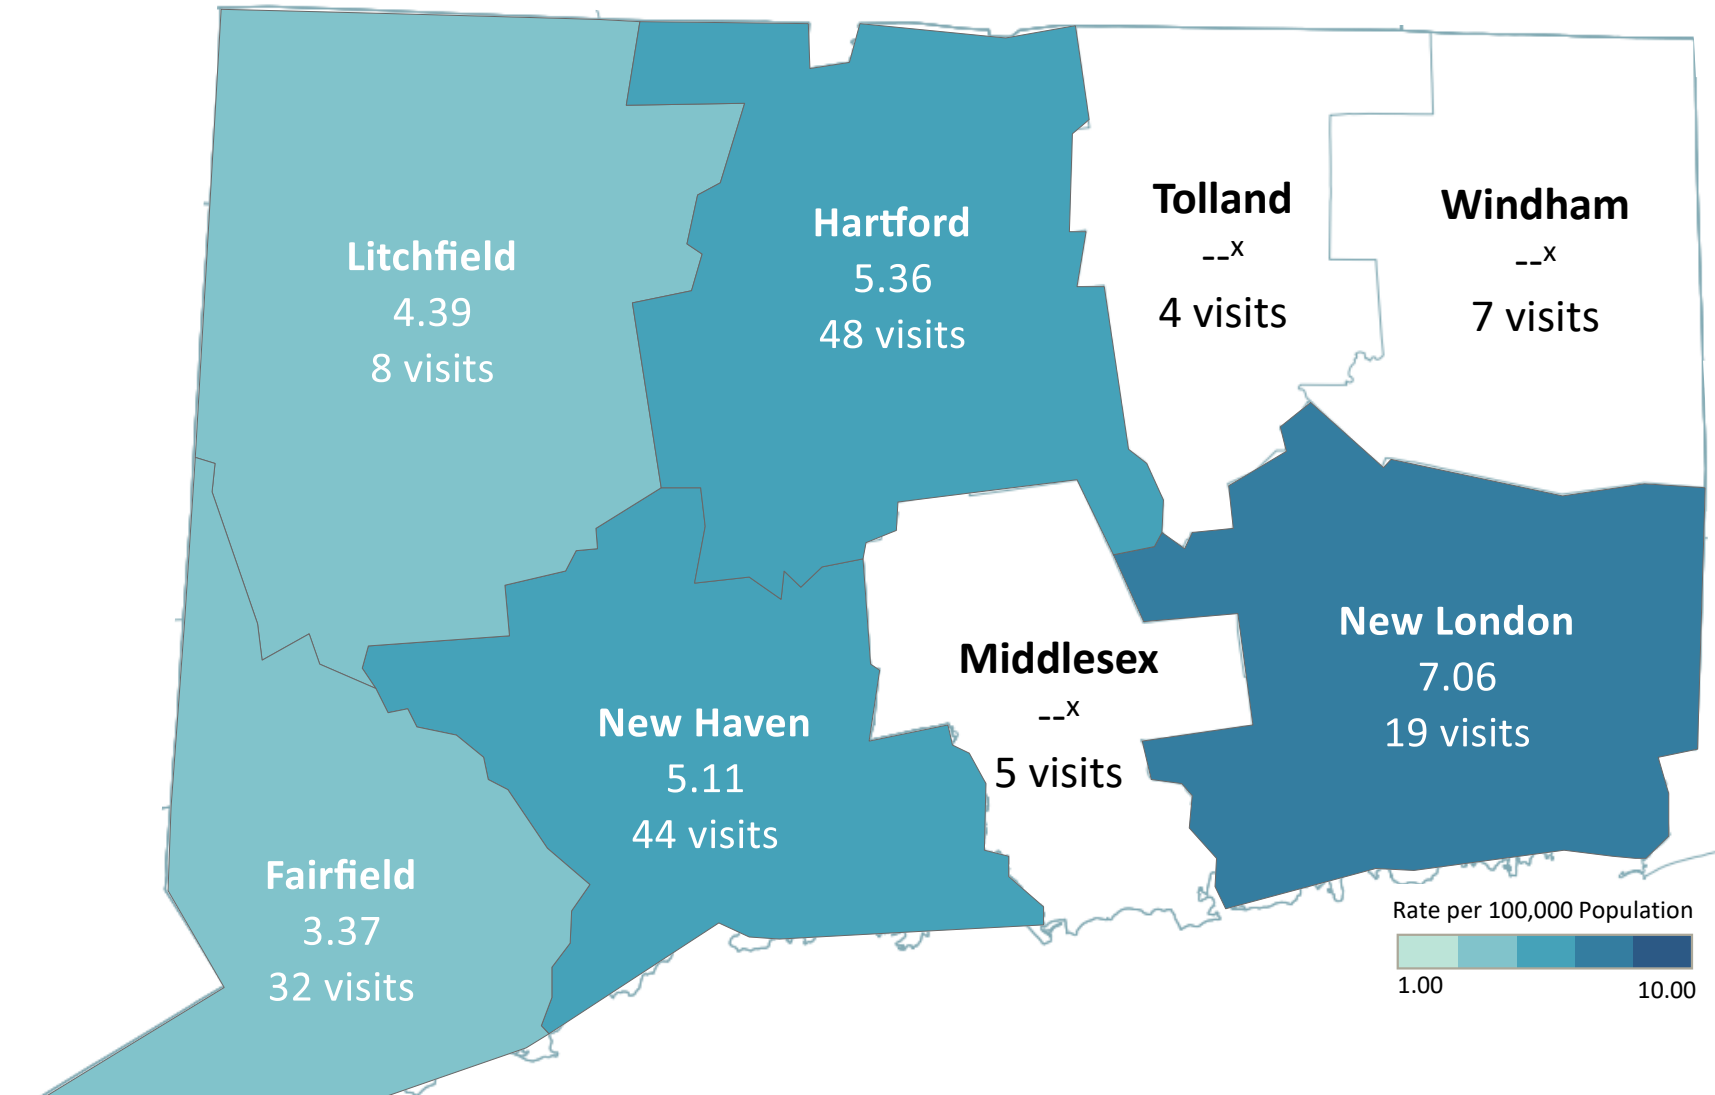 Litchfield
4.39
8 visits
Hartford
5.36
48 visits
Tolland
--ˣ
4 visits
Windham
--ˣ
7 visits
New Haven
5.11
44 visits
Middlesex
--ˣ
5 visits
New London
7.06
19 visits
Fairfield
3.37
32 visits
Rate per 100,000 Population
1.00
10.00